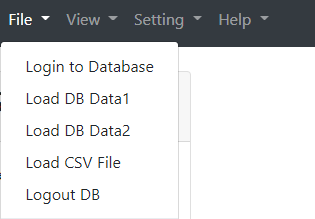 File View Setting Help
Login to Database
Load DB Data1
Load DB Data2
Load CSV File
Logout DB